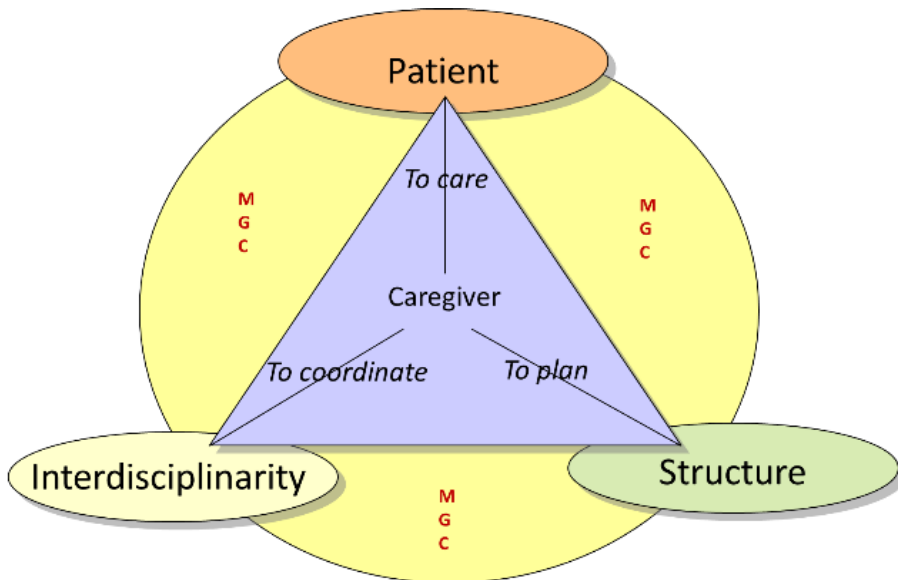 Patient
To care
M
G
C
M
G
C
Caregiver
To coordinate
To plan
Interdisciplinarity
Structure
M
G
C